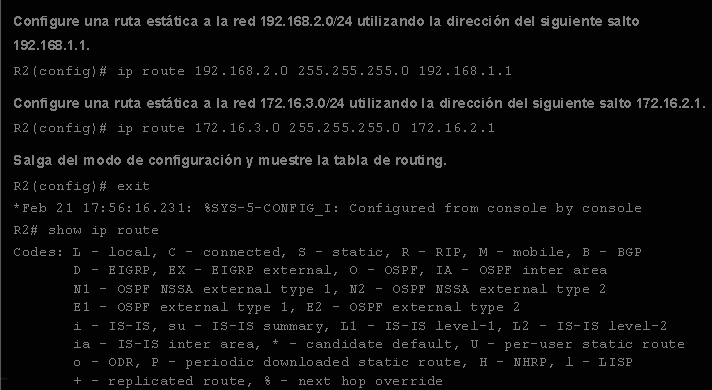 Configure una ruta estática a la red 192.168.2.0/24 utilizando la dirección del siguiente salto
192.168.1.1.
R2(config)# ip route 192.168.2.0 255.255.255.0 192.168.1.1
Configure una ruta estática a la red 172.16.3.0/24 utilizando la dirección del siguiente salto 172.16.2.1.
R2(config)# ip route 172.16.3.0 255.255.255.0 172.16.2.1
Salga del modo de configuración y muestre la tabla de routing.
R2(config)# exit
*Feb 21 17:56:16.231: %SYS-5-CONFIG_I: Configured from console by console
R2# show ip route
Codes: L - local, C - connected, S - static, R - RIP, M - mobile, B - BGP
D - EIGRP, EX - EIGRP external, O - OSPF, IA - OSPF inter area
N1 - OSPF NSSA external type 1, N2 - OSPF NSSA external type 2
E1 - OSPF external type 1, E2 - OSPF external type 2
i - IS-IS, su - IS-IS summary, L1 - IS-IS level-1, L2 - IS-IS level-2
ia - IS-IS inter area, * - candidate default, U - per-user static route
o - ODR, P - periodic downloaded static route, H - NHRP, l - LISP
+ - replicated route, % - next hop override